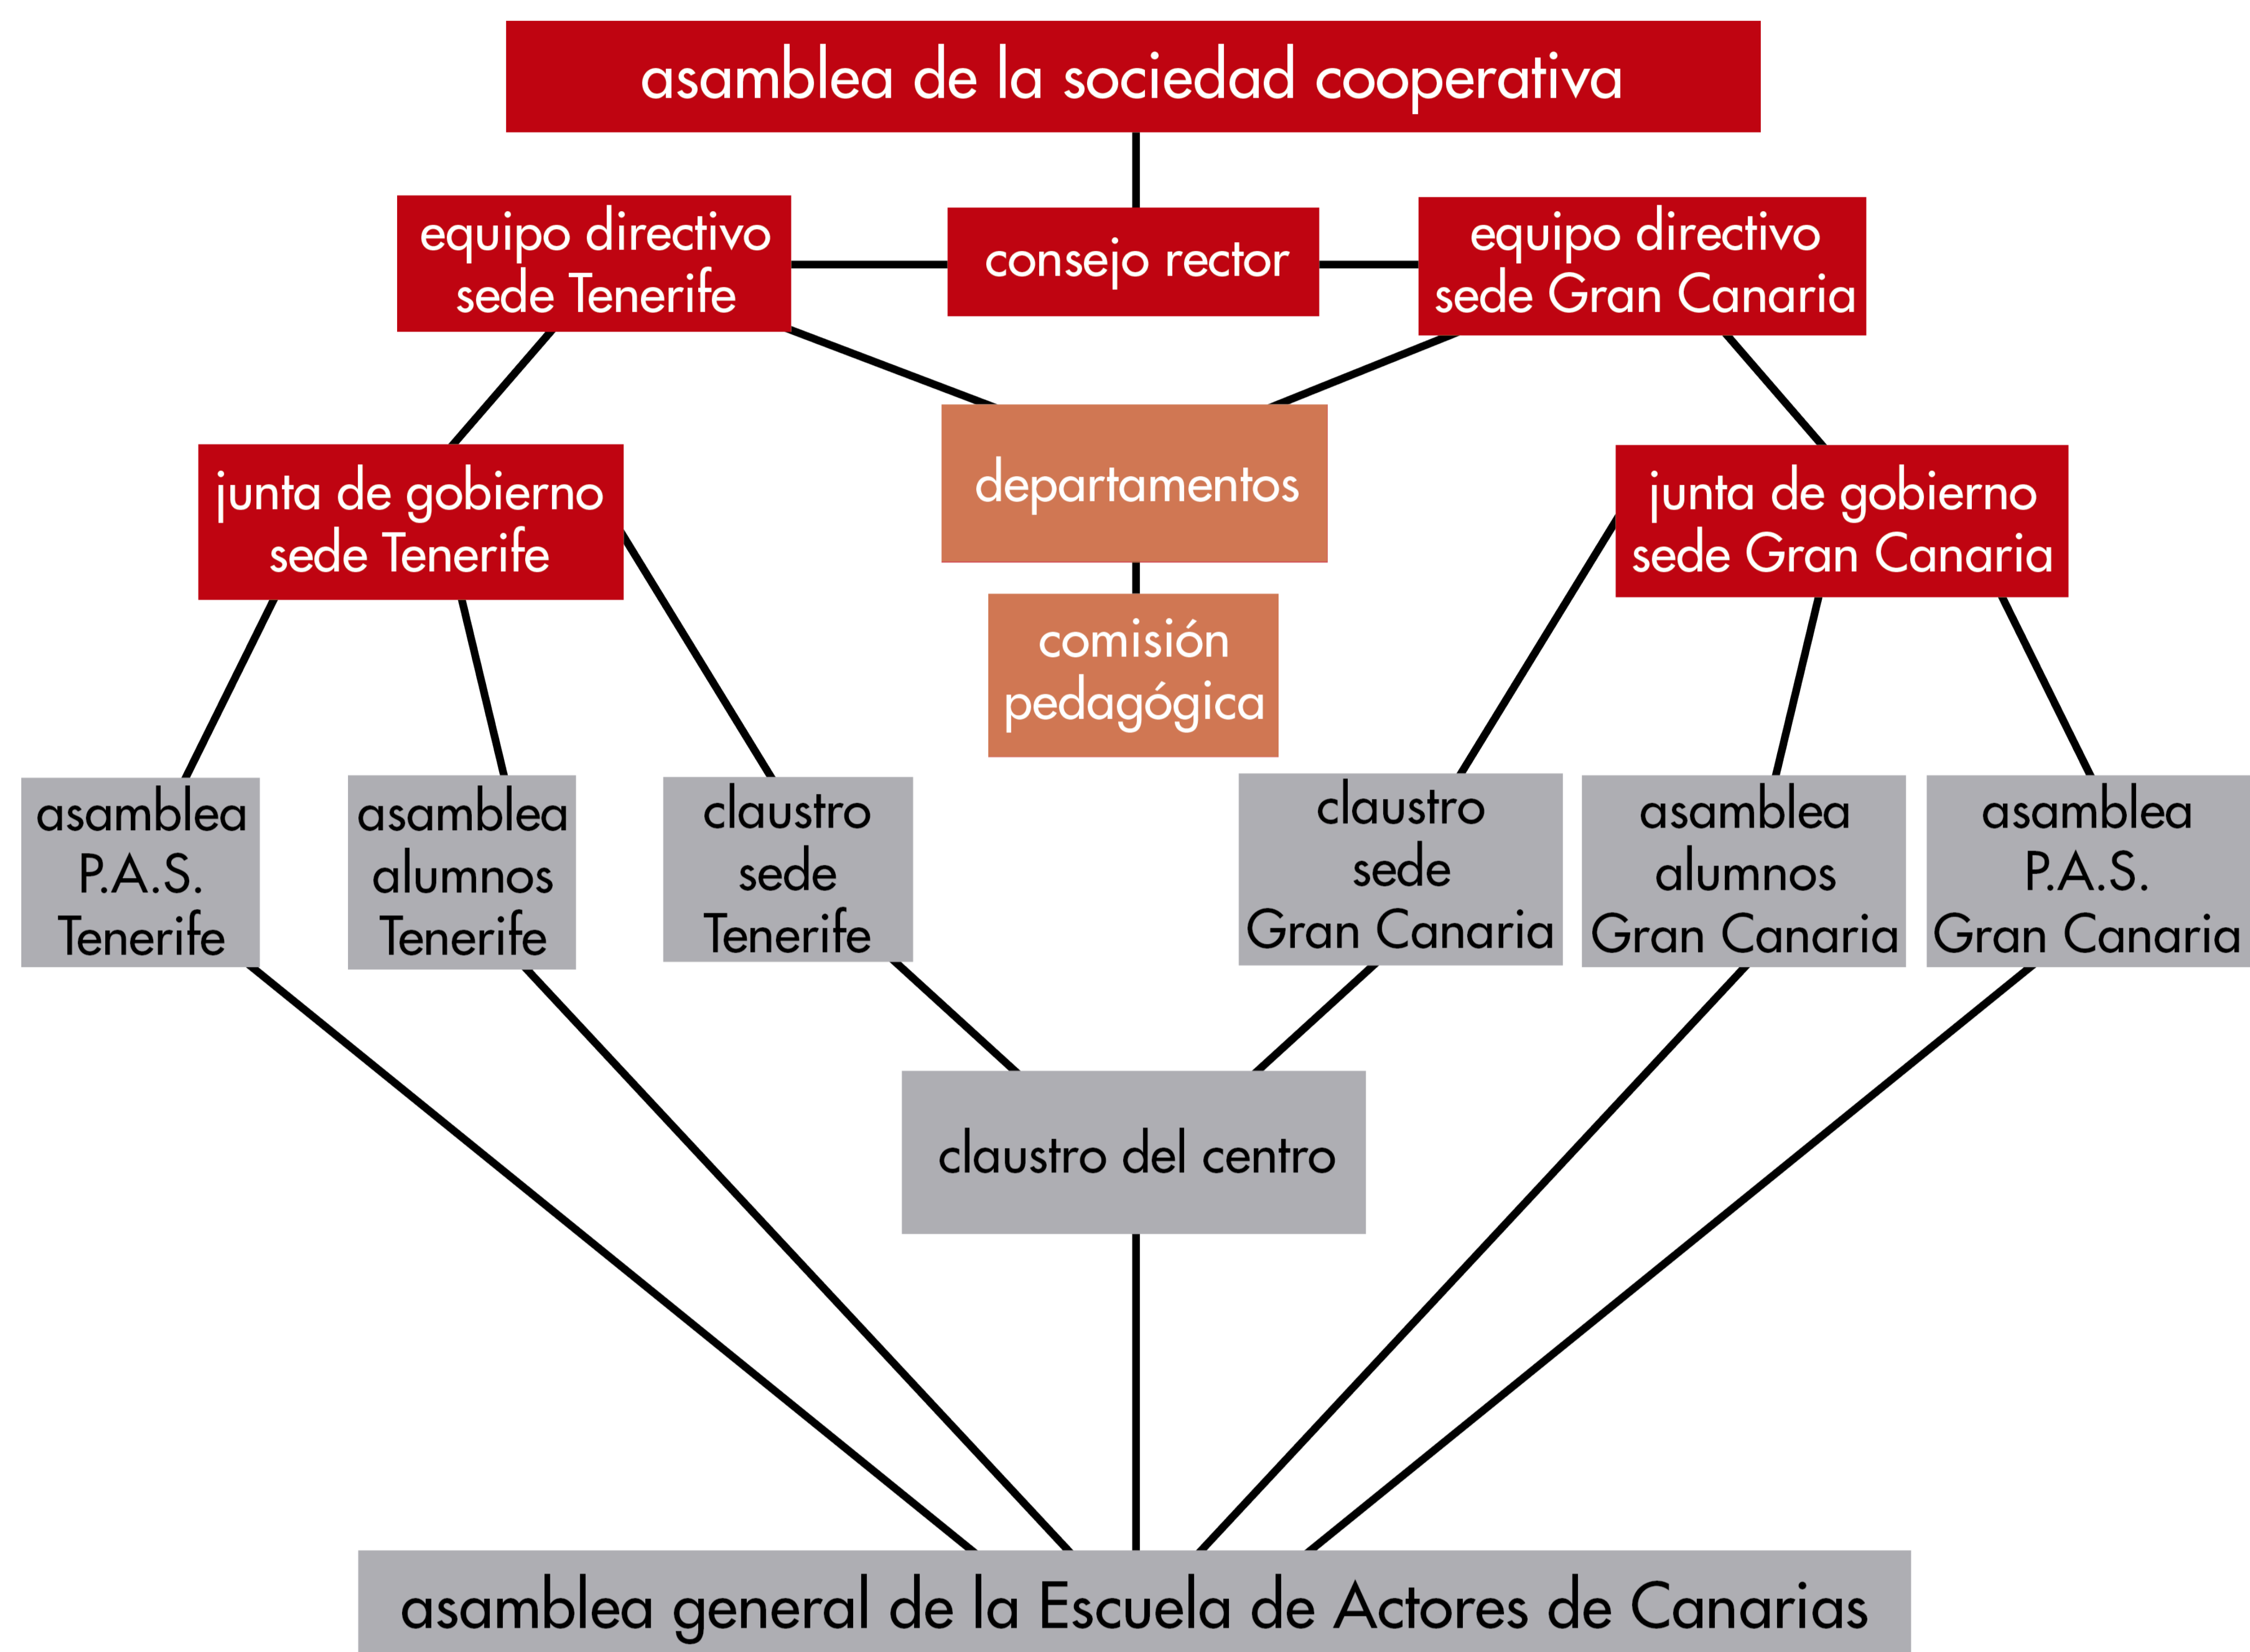 asamblea de la sociedad cooperativa
equipo directivo
sede Tenerife
consejo rector
equipo directivo
sede Gran Canaria
junta de gobierno
sede Tenerife
departamentos
junta de gobierno
sede Gran Canaria
comisión
pedagógica
asamblea
P.A.S.
Tenerife
asamblea
alumnos
Tenerife
claustro
sede
Tenerife
claustro
sede
Gran Canaria
asamblea
alumnos
Gran Canaria
asamblea
P.A.S.
Gran Canaria
claustro del centro
asamblea general de la Escuela de Actores de Canarias